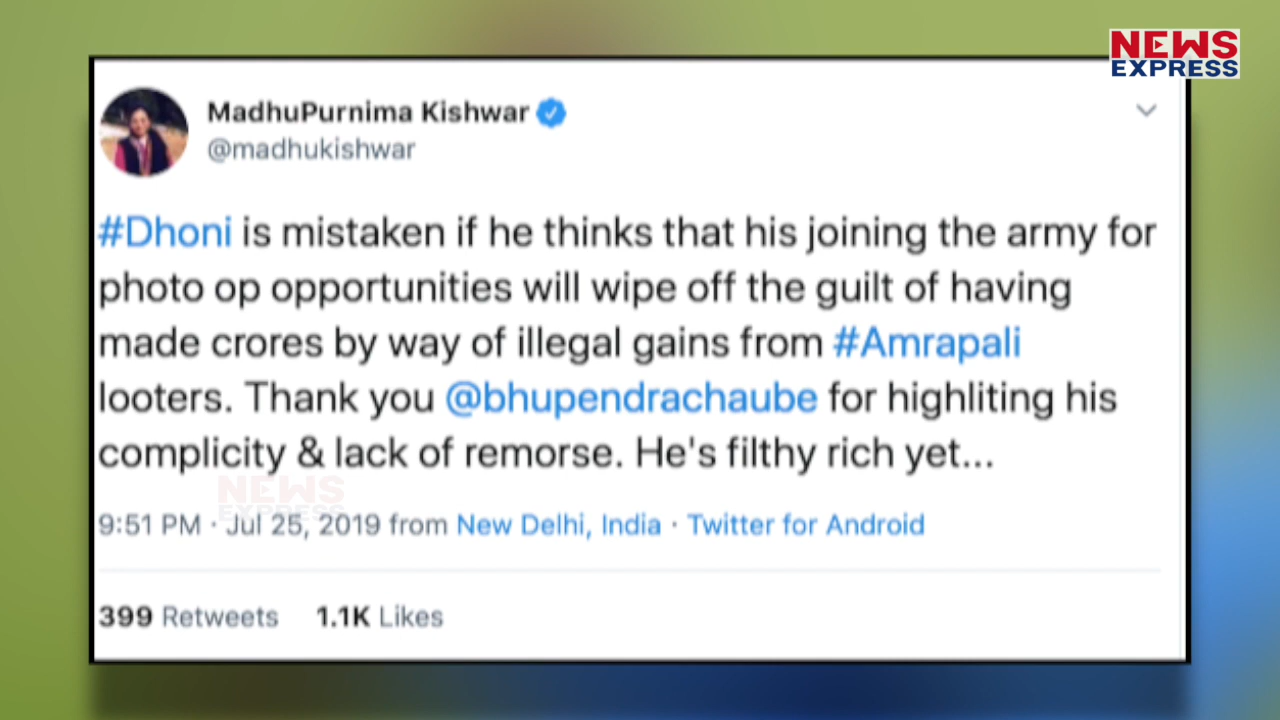 NEWS
EXPRESS
MadhuPurnima Kishwar
@madhukishwar
#Dhoni is mistaken if he thinks that his joining the army for
photo op opportunities will wipe off the guilt of having
made crores by way of illegal gains from #Amrapali
looters. Thank you @bhupendrachaube for highliting his
complicity & lack of remorse. He's filthy rich yet...
NEWS
EXPRESS
9:51 PM · Jul 25, 2019 from New Delhi, India · Twitter for Android
399 Retweets 1.1K Likes